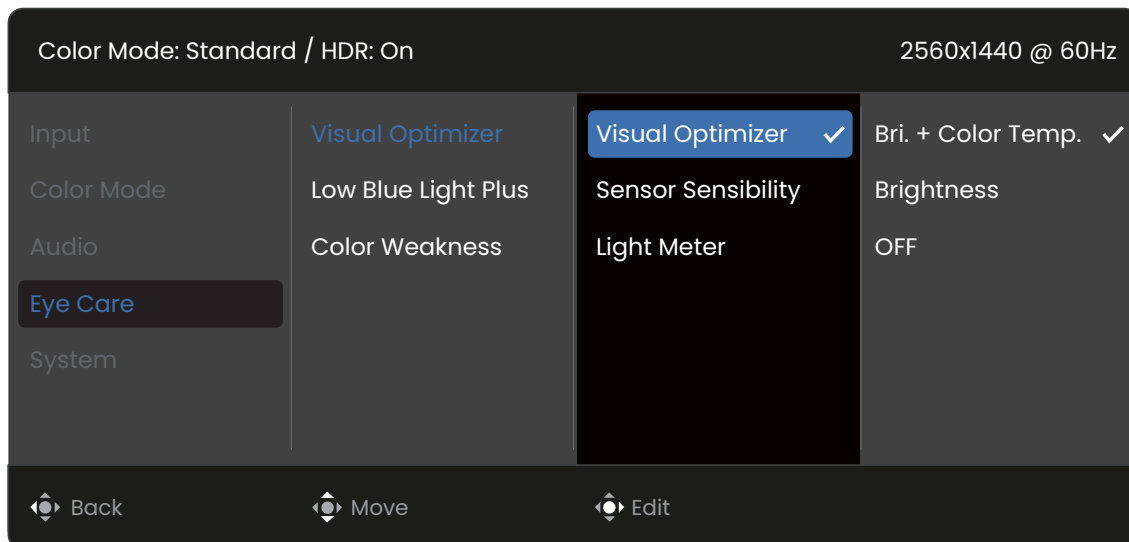 Color Mode: Standard / HDR: On
2560x1440 @ 60Hz
Input
Color Mode
Audio
Eye Care
System
Visual Optimizer
Low Blue Light Plus
Color Weakness
Visual Optimizer
Sensor Sensibility
Light Meter
Bri. + Color Temp.
Brightness
OFF
Back
Move
Edit